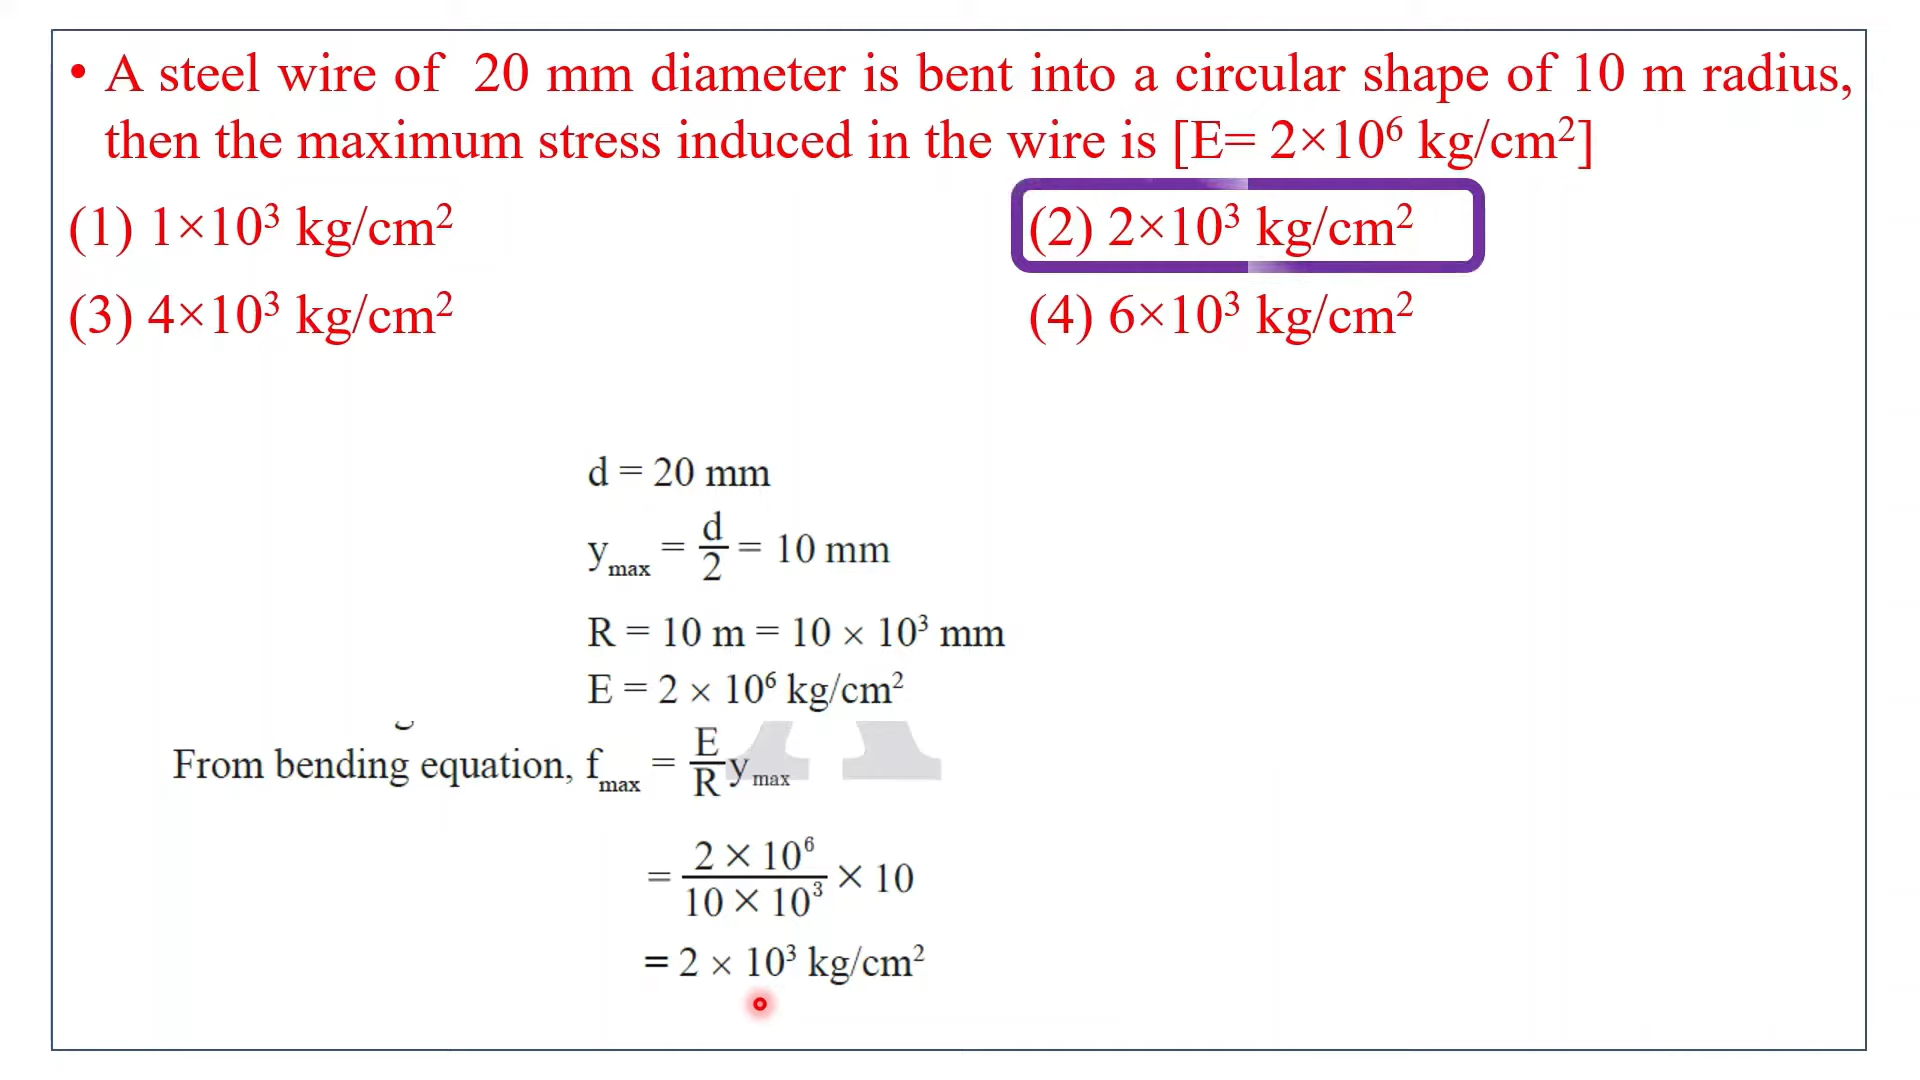 • A steel wire of 20 mm diameter is bent into a circular shape of 10 m radius,
then the maximum stress induced in the wire is [E= 2×10⁶ kg/cm²]
(1) 1×10³ kg/cm² (2) 2×10³ kg/cm²
(3) 4×10³ kg/cm² (4) 6×10³ kg/cm²
d = 20 mm
y_max = d/2 = 10 mm
R = 10 m = 10 × 10³ mm
E = 2 × 10⁶ kg/cm²
From bending equation, f_max = E/R y_max
= 2 × 10⁶ / 10 × 10³ × 10
= 2 × 10³ kg/cm²